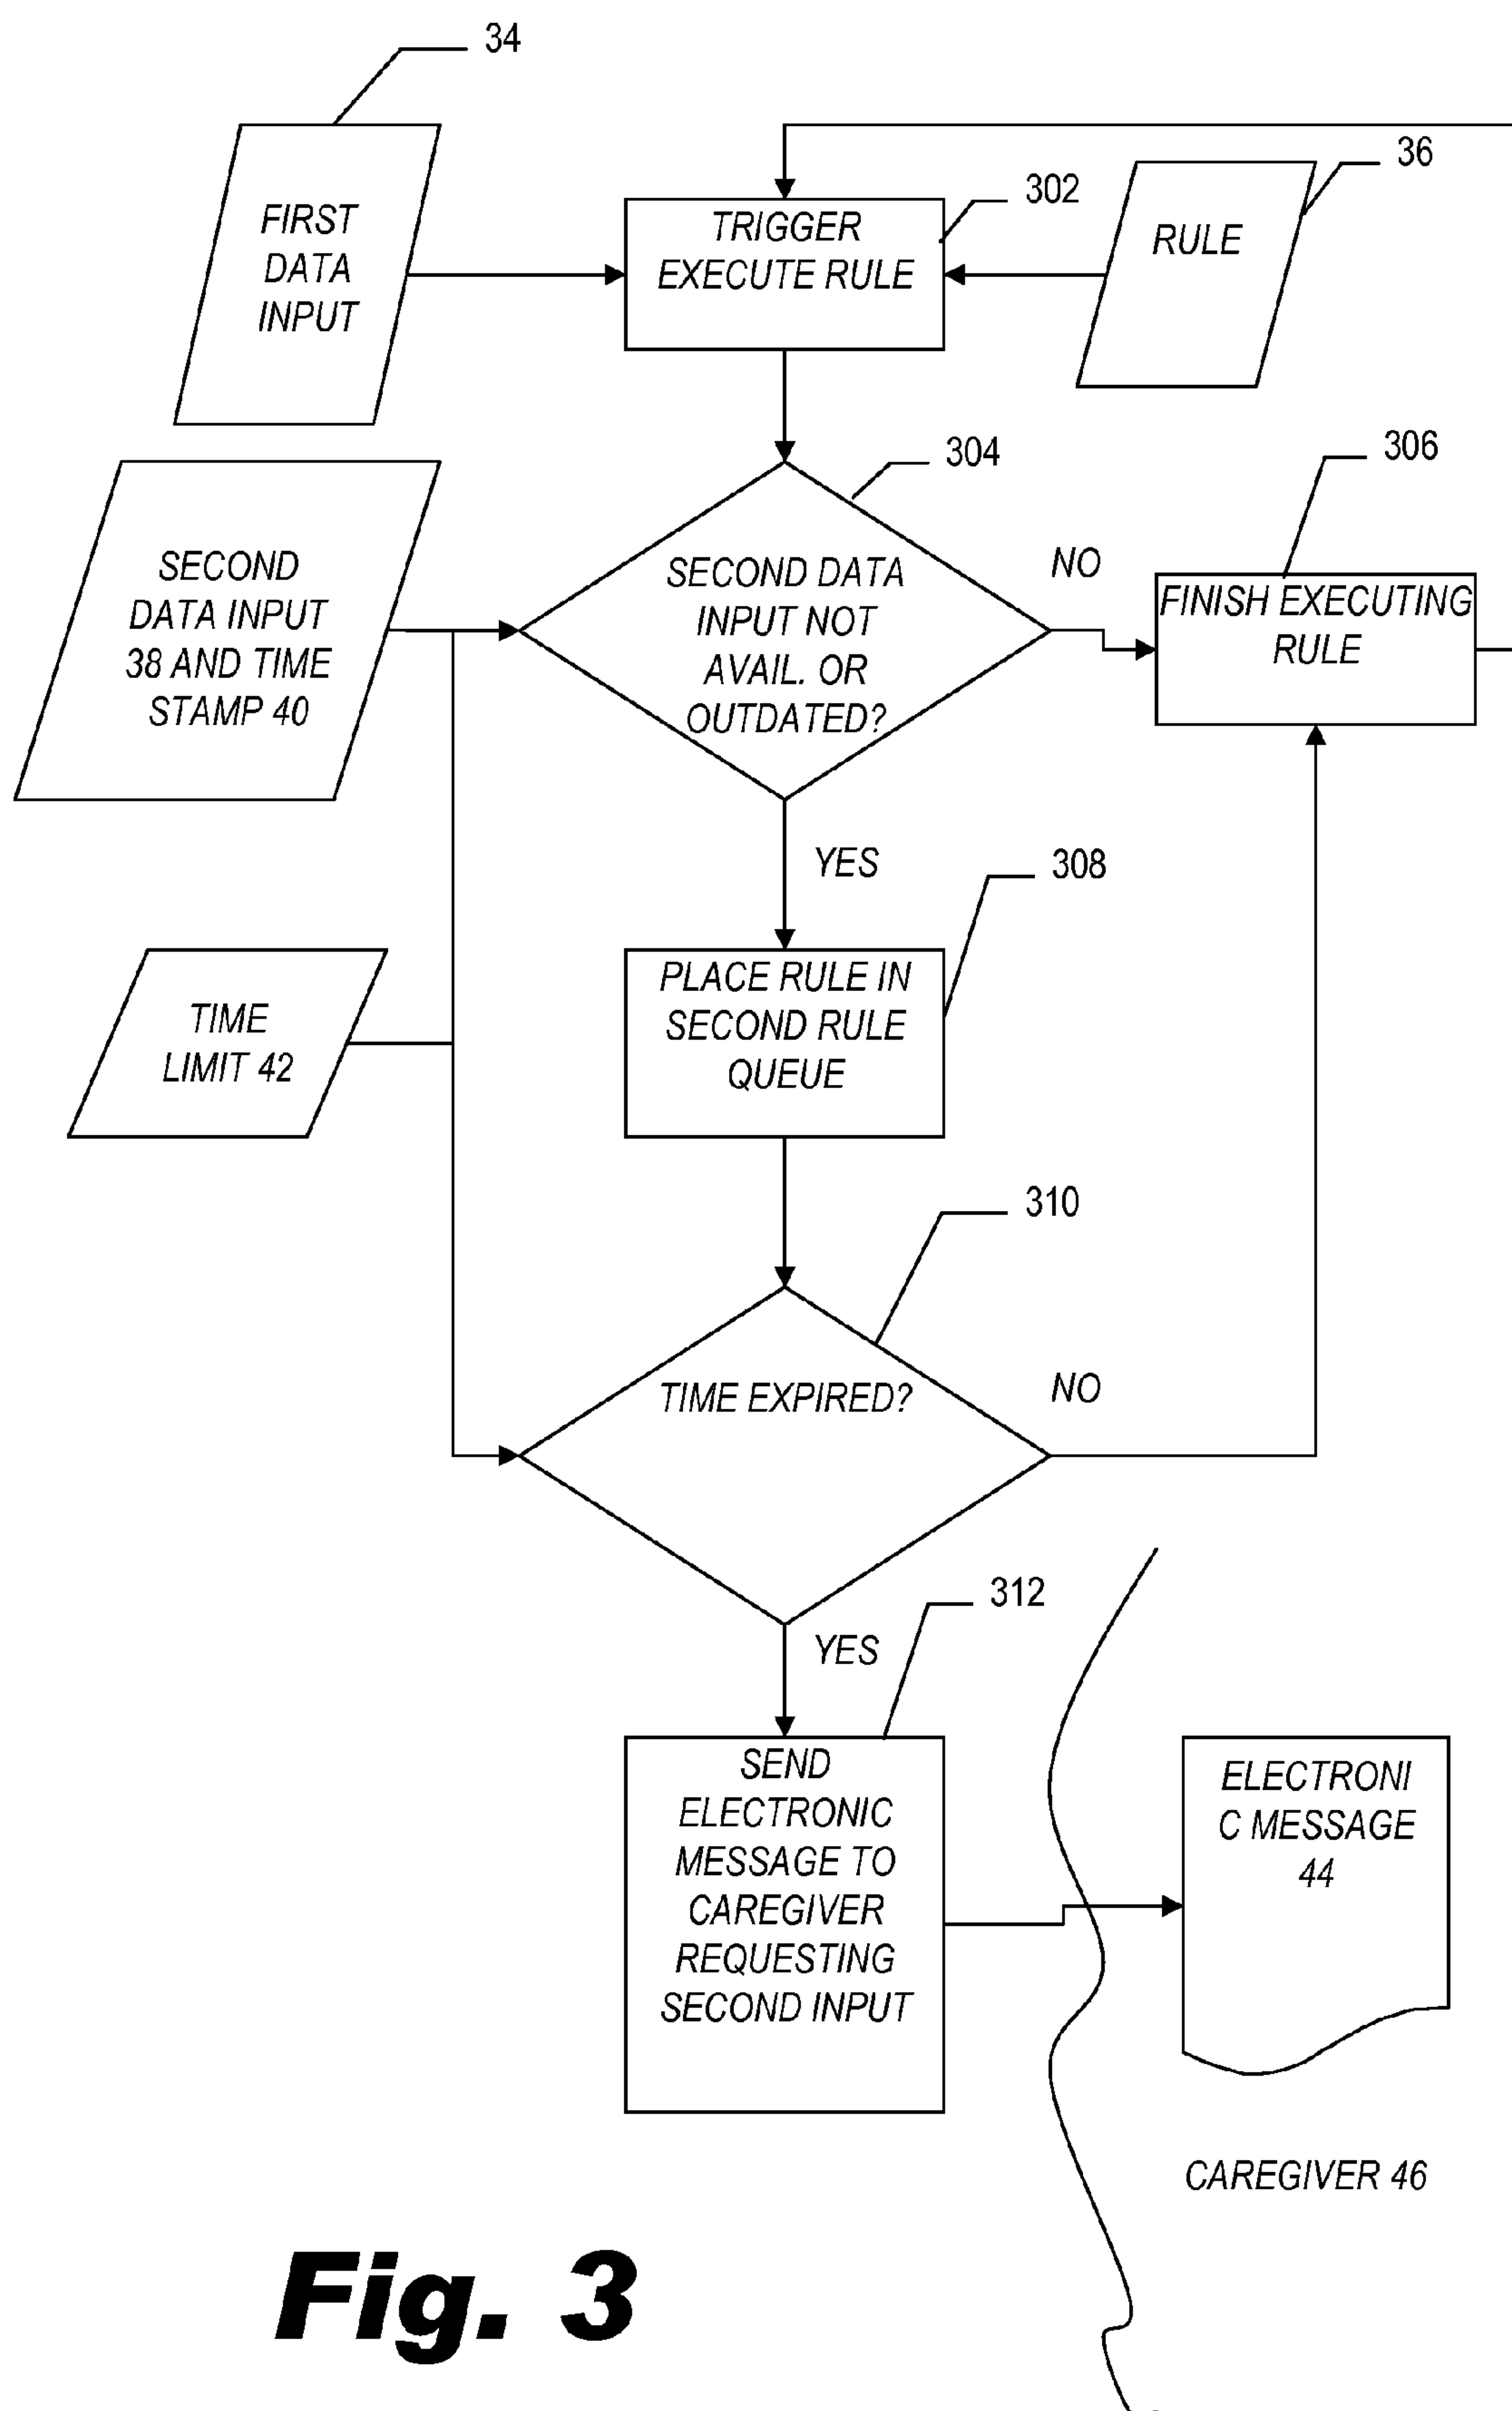 34
FIRST
DATA
INPUT
TRIGGER
EXECUTE RULE
302
RULE
36
SECOND
DATA INPUT
38 AND TIME
STAMP 40
304
SECOND DATA
INPUT NOT
AVAIL. OR
OUTDATED?
NO
306
FINISH EXECUTING
RULE
YES
308
TIME
LIMIT 42
PLACE RULE IN
SECOND RULE
QUEUE
310
TIME EXPIRED?
NO
YES
312
SEND
ELECTRONIC
MESSAGE TO
CAREGIVER
REQUESTING
SECOND INPUT
ELECTRONI
C MESSAGE
44
CAREGIVER 46
Fig. 3